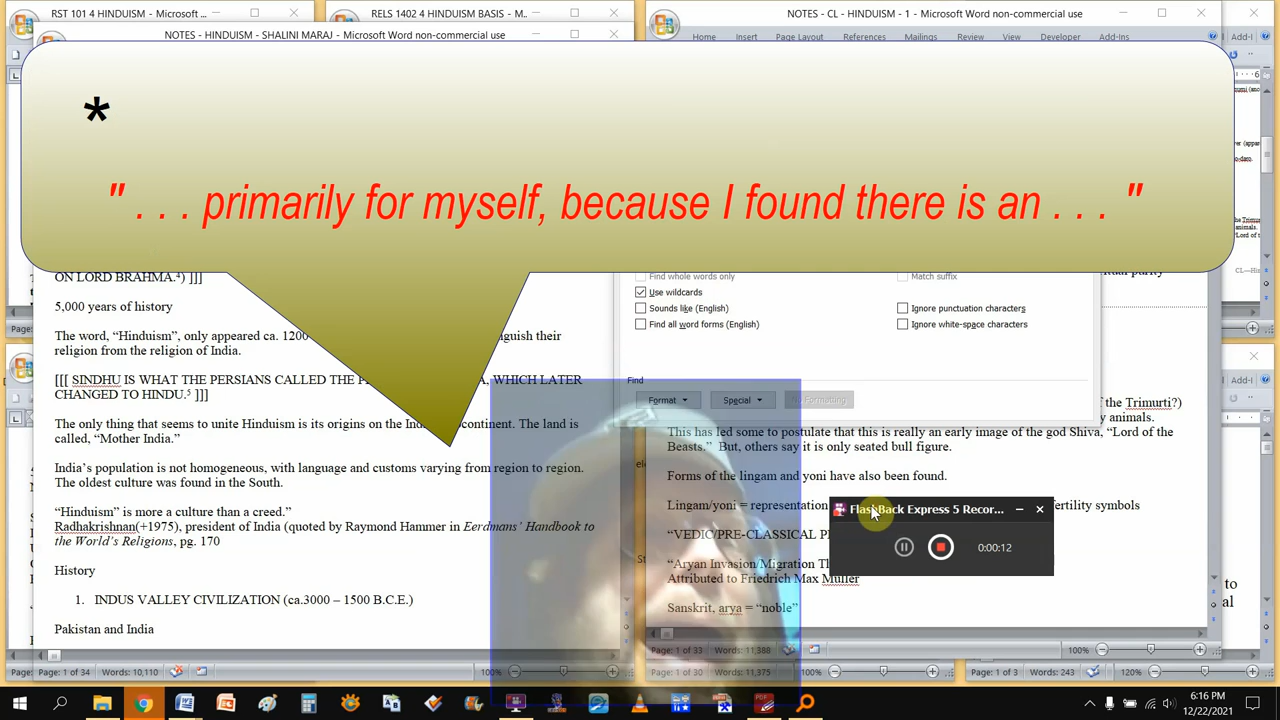 RST 101 4 HINDUISM - Microsoft ...
RELS 1402 4 HINDUISM BASIS - M...
NOTES - CL - HINDUISM - 1 - Microsoft Word non-commercial use
NOTES - HINDUISM - SHALINI MARAJ - Microsoft Word non-commercial use
Home Insert Page Layout References Mailings Review View Developer Add-Ins
*
" . . . primarily for myself, because I found there is an . . . "
ON LORD BRAHMA.⁴) ]]]
5,000 years of history
The word, “Hinduism”, only appeared ca. 1200
religion from the religion of India.
[[[ SINDHU IS WHAT THE PERSIANS CALLED THE
WHICH LATER
CHANGED TO HINDU.⁵ ]]]
The only thing that seems to unite Hinduism is its origins on the
The land is
called, “Mother India.”
India’s population is not homogeneous, with language and customs varying from region to region.
The oldest culture was found in the South.
“Hinduism” is more a culture than a creed.”
Radhakrishnan(+1975), president of India (quoted by Raymond Hammer in Eerdmans’ Handbook to
the World’s Religions, pg. 170
History
1. INDUS VALLEY CIVILIZATION (ca.3000 – 1500 B.C.E.)
Pakistan and India
Page: 1 of 34 Words: 10,110 100%
Find whole words only
Match suffix
Use wildcards
Sounds like (English)
Ignore punctuation characters
Find all word forms (English)
Ignore white-space characters
Find
Format Special No Formatting
of the Trimurti?)
animals.
This has led some to postulate that this is really an early image of the god Shiva, “Lord of the
Beasts.” But, others say it is only seated bull figure.
Forms of the lingam and yoni have also been found.
Lingam/yoni =
fertility symbols
“VEDIC/PRE-CLASSICAL
“Aryan Invasion/Migration
Attributed to Friedrich Max Muller
Sanskrit, arya = “noble”
FlashBack Express 5 Recor...
0:00:12
Page: 1 of 33 Words: 11,388 100%
Words: 11,375 100%
Page: 1 of 3 Words: 243 120%
6:16 PM
12/22/2021